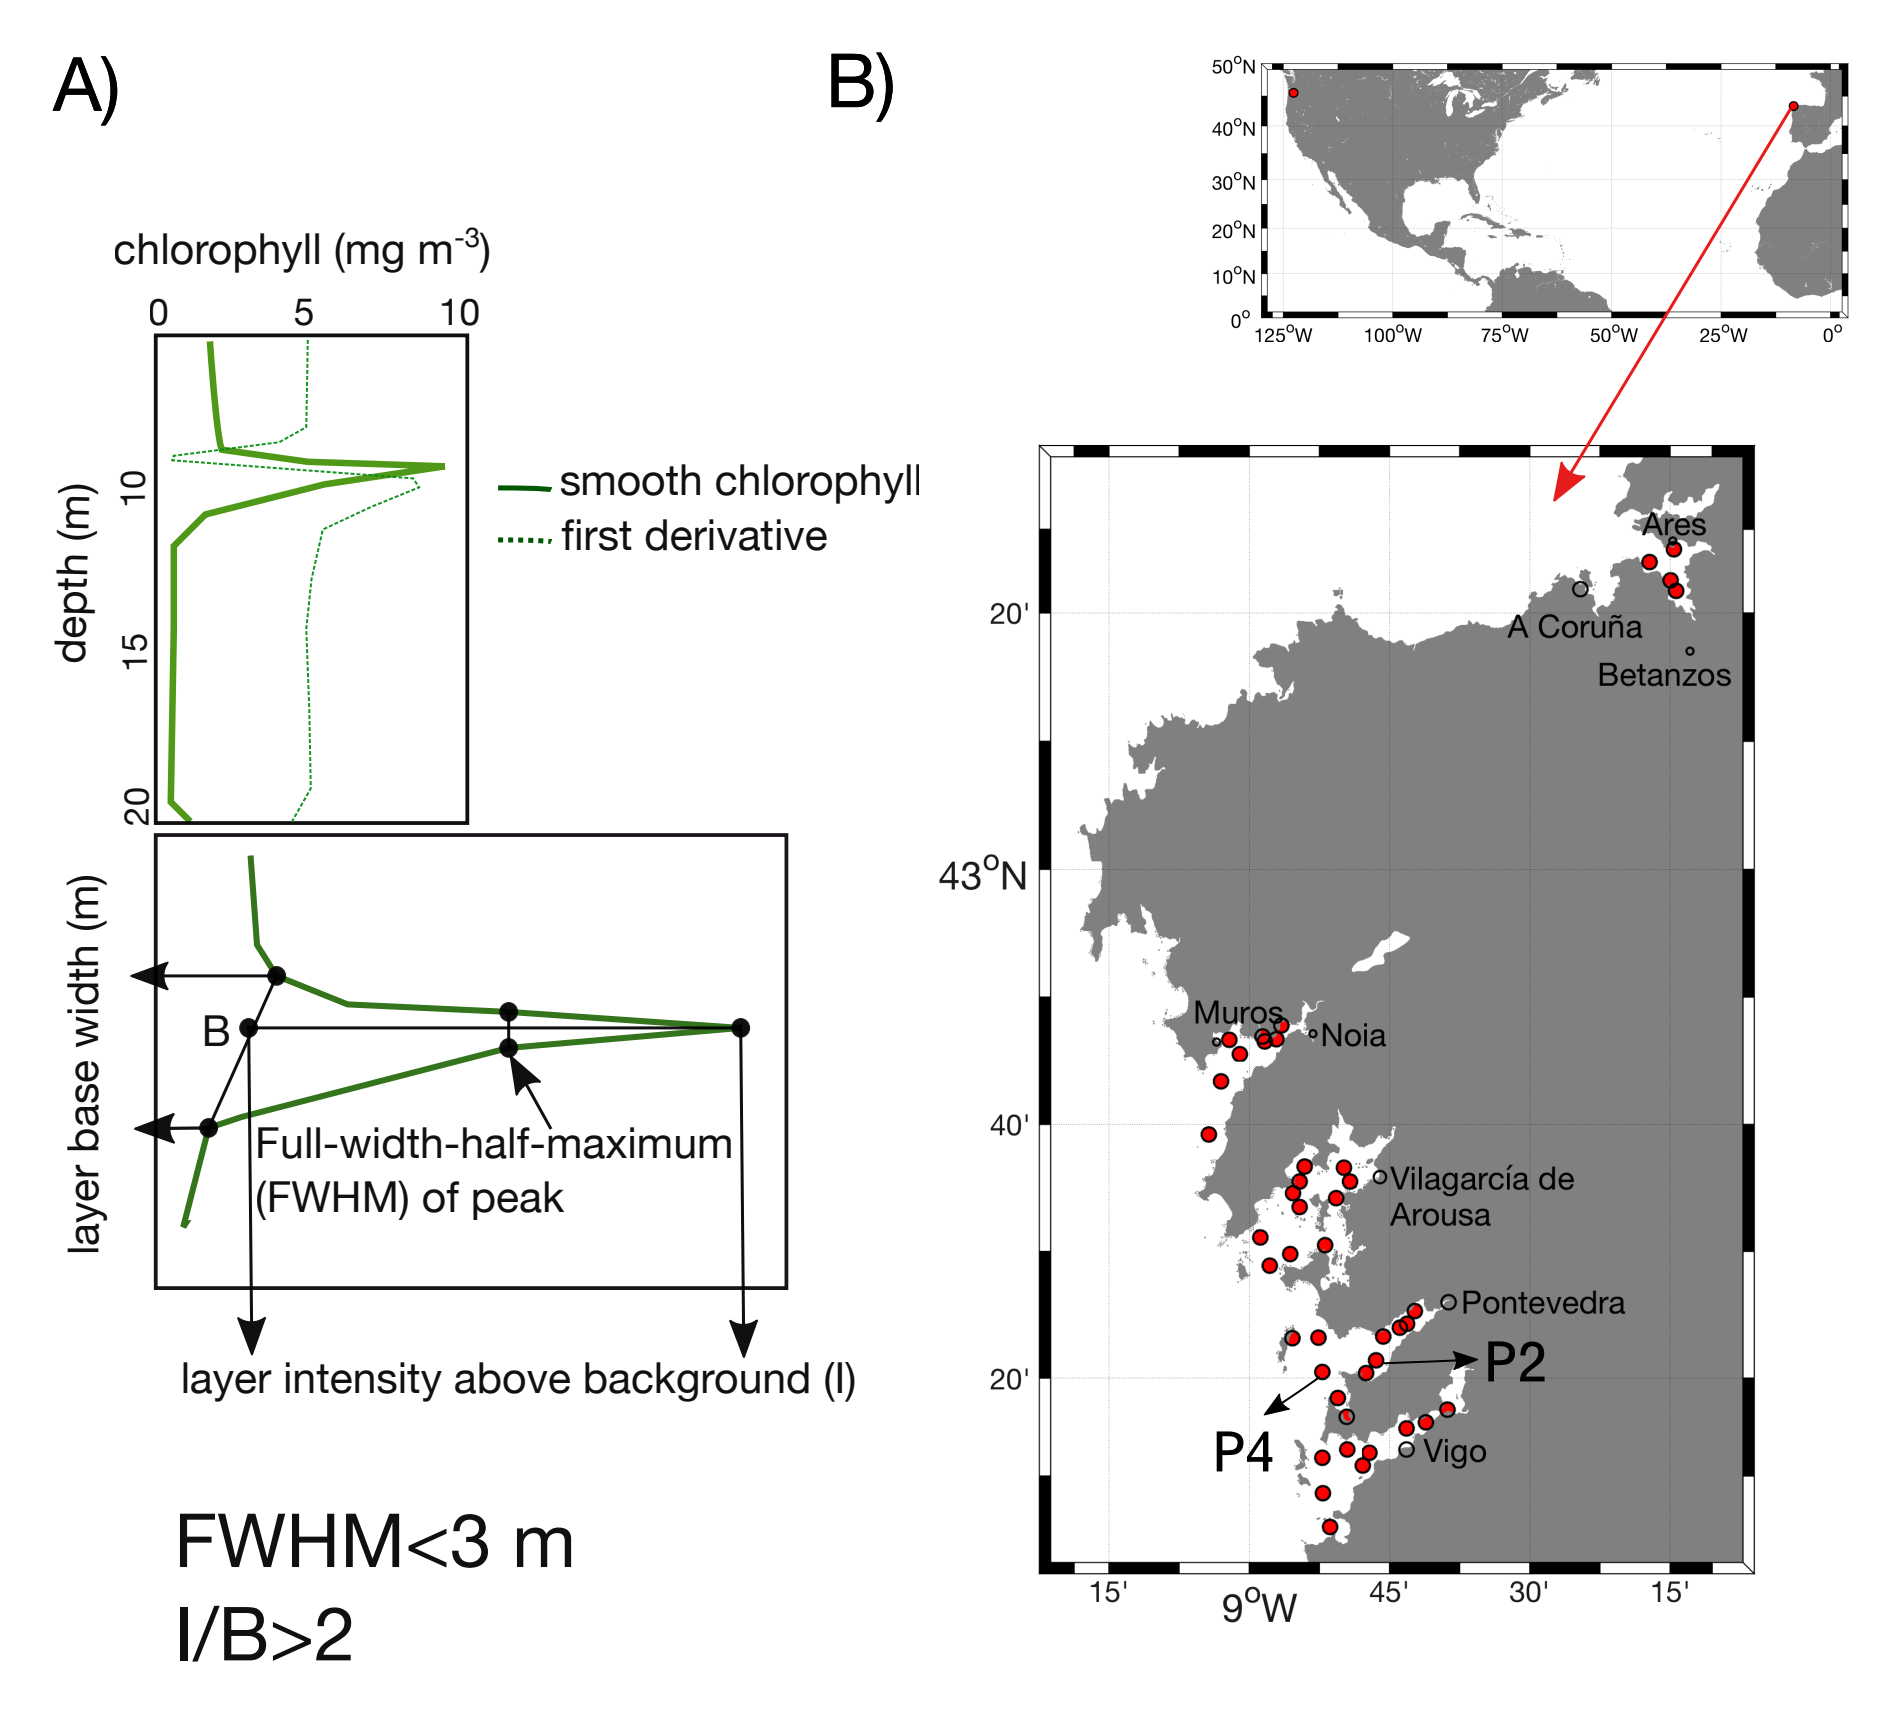 A)
chlorophyll (mg m-3)
0 5 10
depth (m)
10
15
20
smooth chlorophyll
first derivative
layer base width (m)
B
Full-width-half-maximum
(FWHM) of peak
layer intensity above background (I)
FWHM<3 m
I/B>2
B)
50°N
40°N
30°N
20°N
10°N
0°
125°W 100°W 75°W 50°W 25°W 0°
Ares
20'
A Coruña
Betanzos
43°N
Muros
Noia
40'
Vilagarcía de
Arousa
Pontevedra
P2
20'
P4
Vigo
15' 9°W 45' 30' 15'